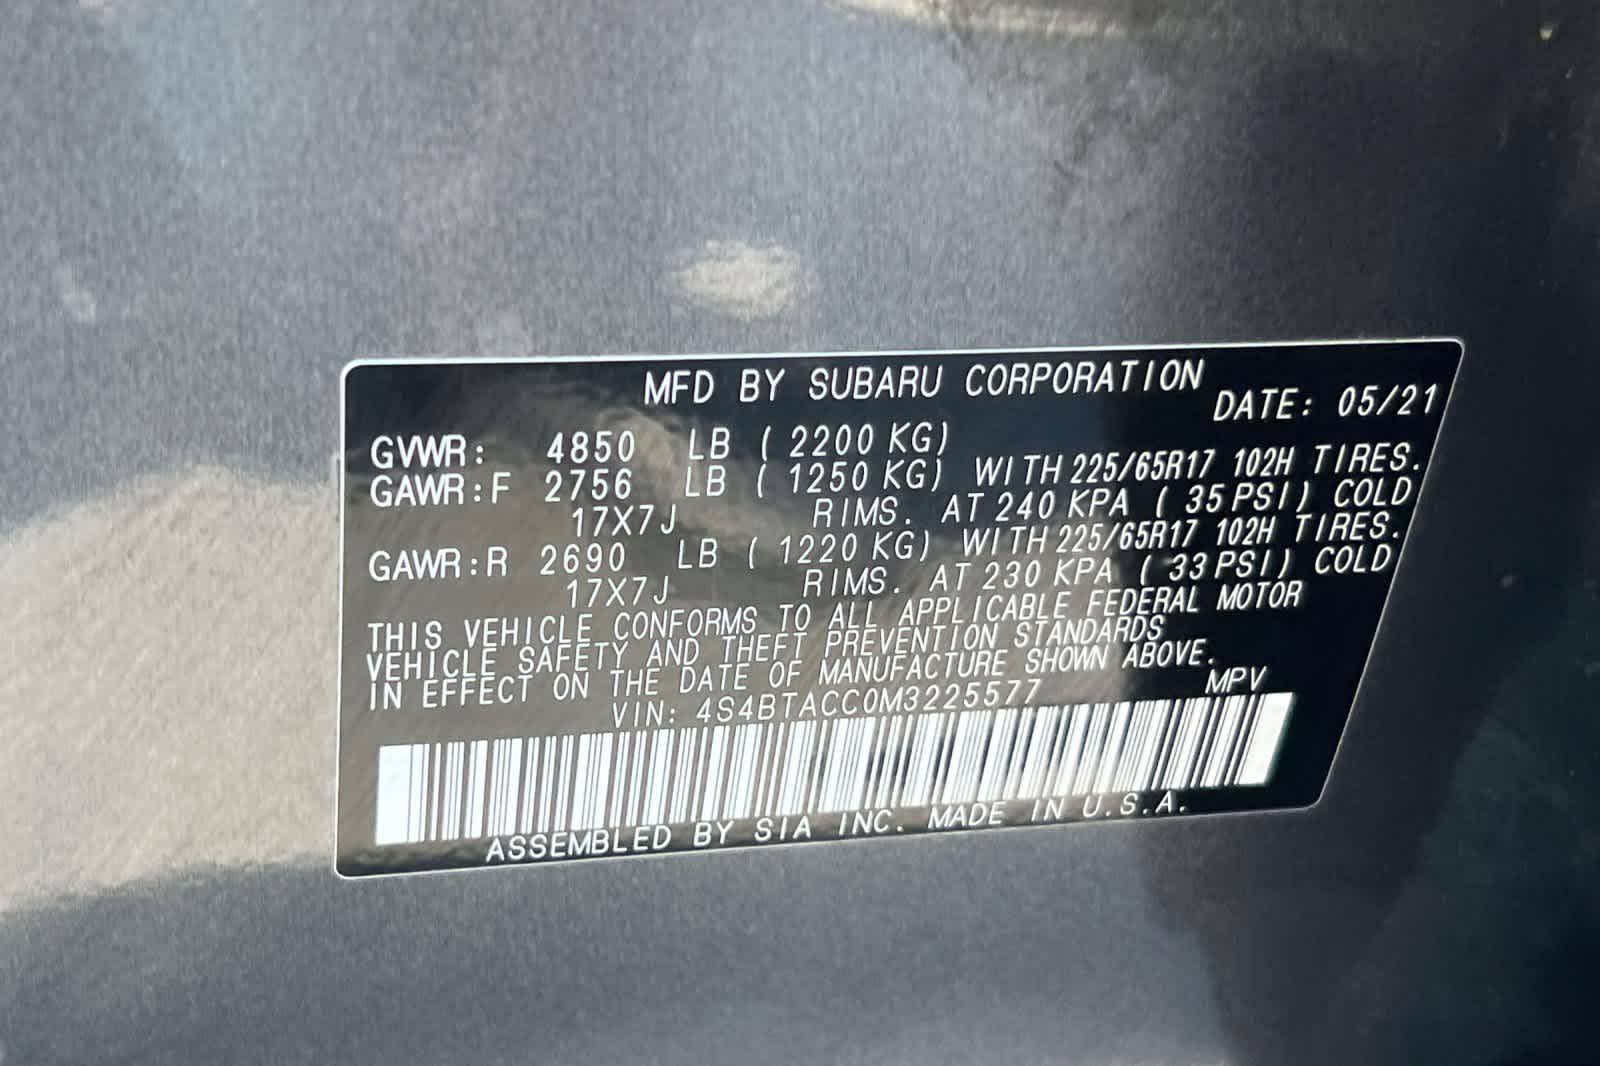 MFD BY SUBARU CORPORATION
DATE: 05/21
GVWR: 4850 LB ( 2200 KG)
GAWR:F 2756 LB ( 1250 KG) WITH 225/65R17 102H TIRES.
17X7J RIMS. AT 240 KPA ( 35 PSI) COLD
GAWR:R 2690 LB ( 1220 KG) WITH 225/65R17 102H TIRES.
17X7J RIMS. AT 230 KPA ( 33 PSI) COLD
THIS VEHICLE CONFORMS TO ALL APPLICABLE FEDERAL MOTOR
VEHICLE SAFETY AND THEFT PREVENTION STANDARDS
IN EFFECT ON THE DATE OF MANUFACTURE SHOWN ABOVE.
VIN: 4S4BTACC0M3225577 MPV
ASSEMBLED BY SIA INC. MADE IN U.S.A.